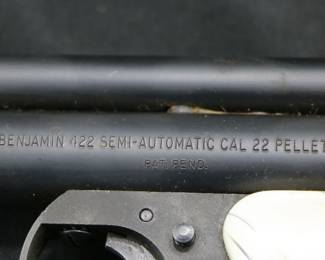 BENJAMIN 422 SEMI-AUTOMATIC CAL 22 PELLET
PAT. PEND.